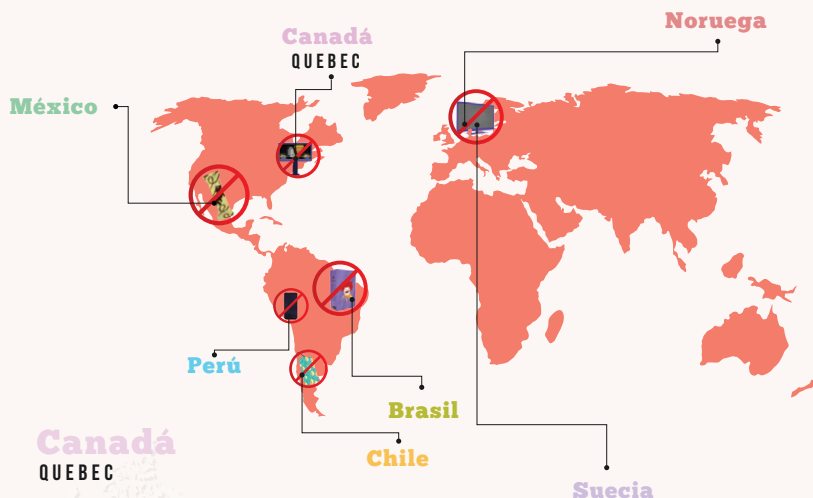 Noruega
Canadá
QUEBEC
México
Perú
Brasil
Chile
Canadá
QUEBEC
Suecia